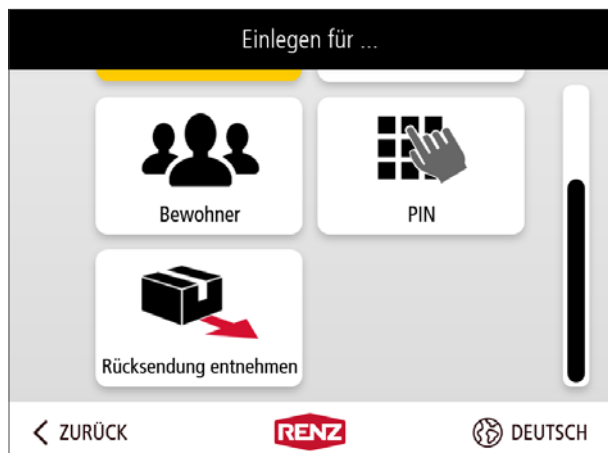 Einlegen für ...
Bewohner
PIN
Rücksendung entnehmen
ZURÜCK
RENZ
DEUTSCH